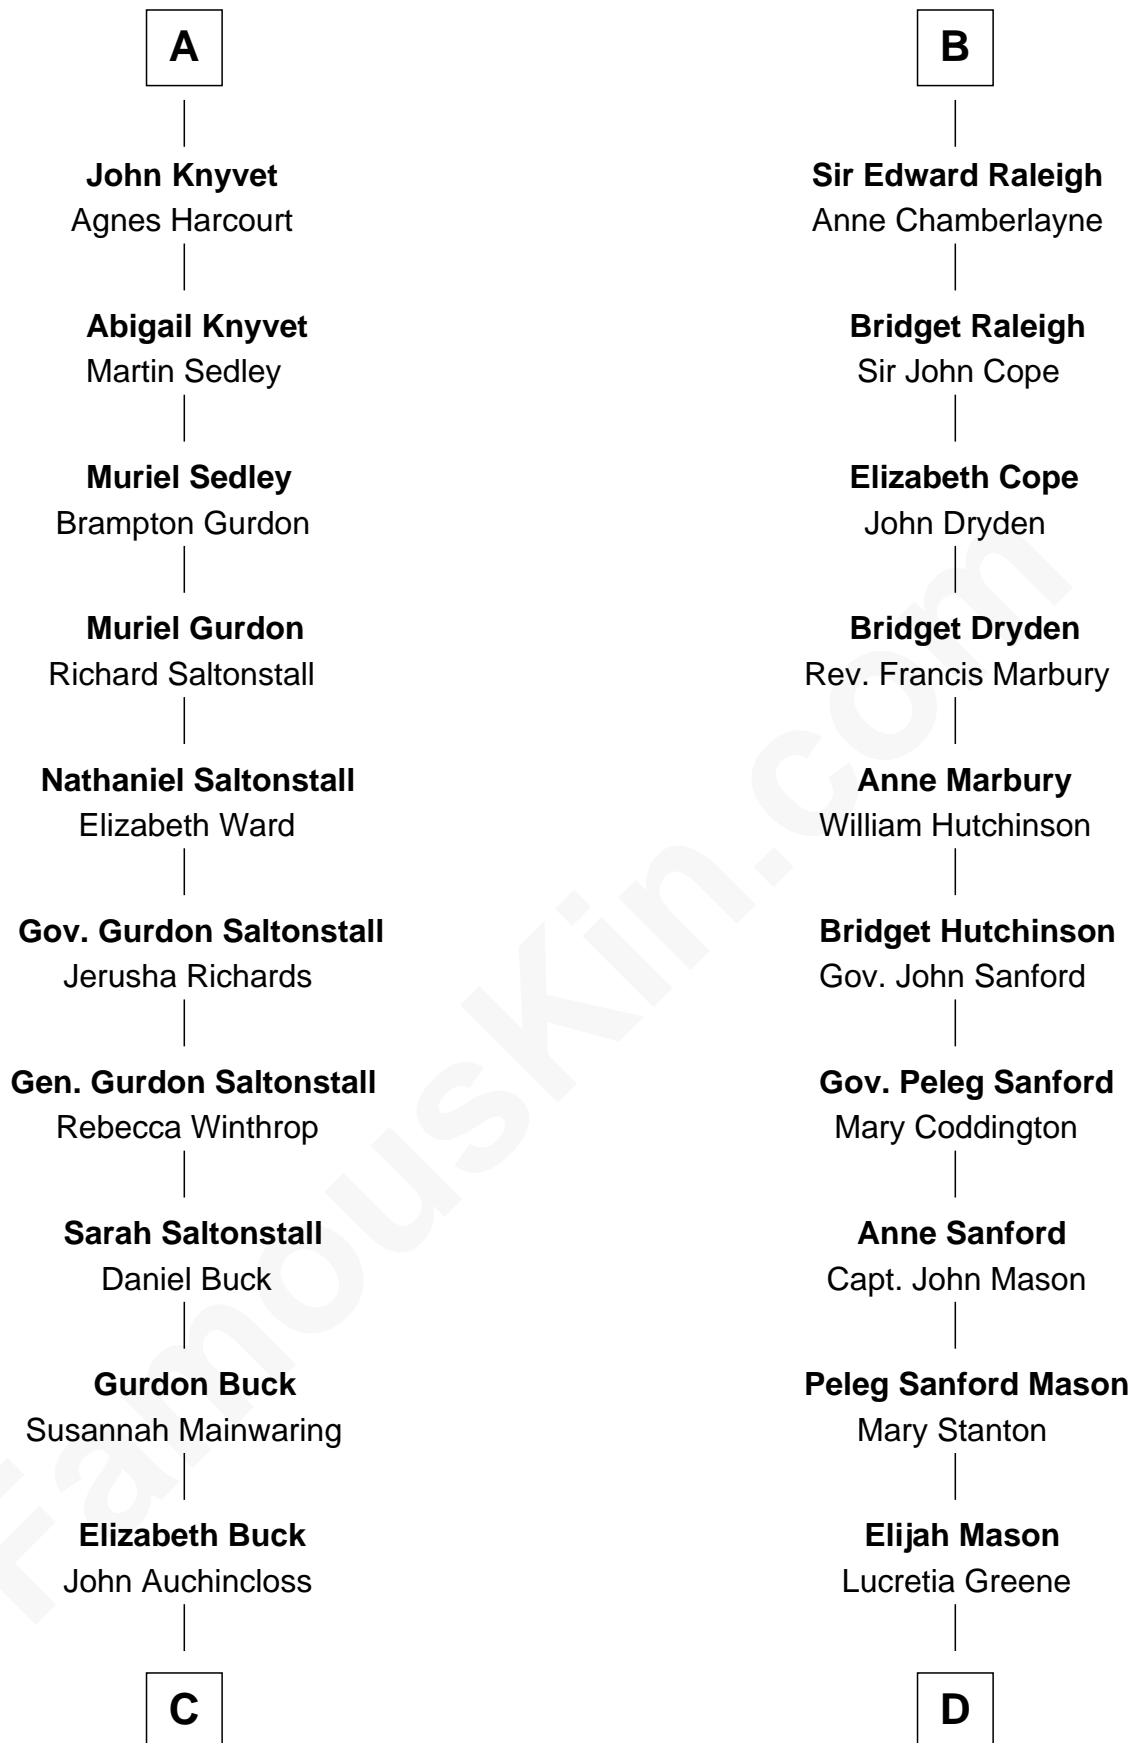 A
John Knyvet
Agnes Harcourt
Abigail Knyvet
Martin Sedley
Muriel Sedley
Brampton Gurdon
Muriel Gurdon
Richard Saltonstall
Nathaniel Saltonstall
Elizabeth Ward
Gov. Gurdon Saltonstall
Jerusha Richards
Gen. Gurdon Saltonstall
Rebecca Winthrop
Sarah Saltonstall
Daniel Buck
Gurdon Buck
Susannah Mainwaring
Elizabeth Buck
John Auchincloss
C
B
Sir Edward Raleigh
Anne Chamberlayne
Bridget Raleigh
Sir John Cope
Elizabeth Cope
John Dryden
Bridget Dryden
Rev. Francis Marbury
Anne Marbury
William Hutchinson
Bridget Hutchinson
Gov. John Sanford
Gov. Peleg Sanford
Mary Coddington
Anne Sanford
Capt. John Mason
Peleg Sanford Mason
Mary Stanton
Elijah Mason
Lucretia Greene
D
FamousKin.com